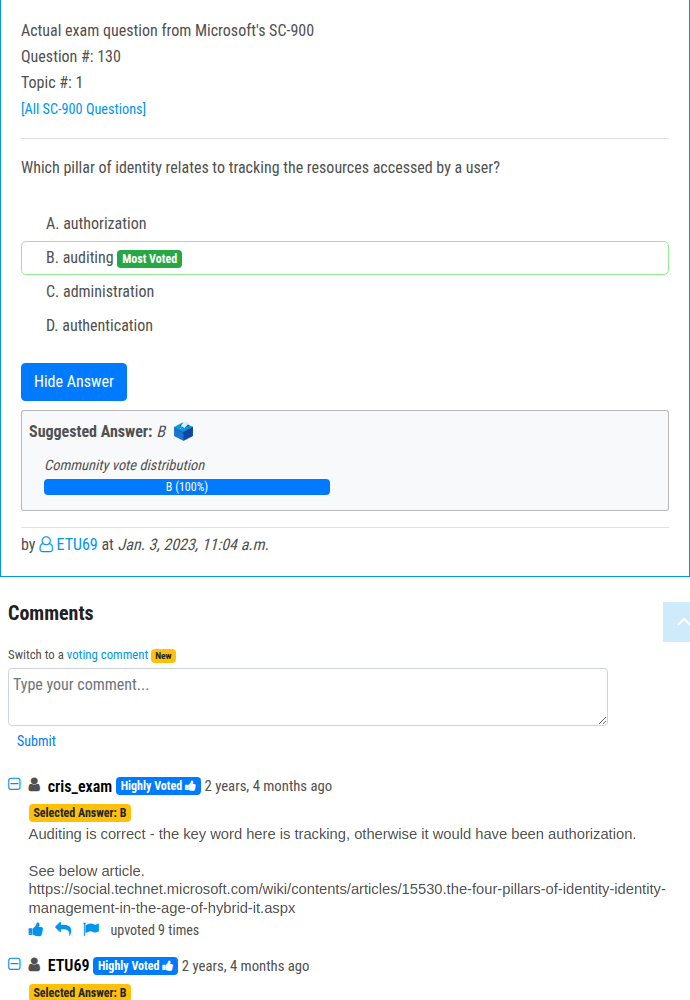 Actual exam question from Microsoft's SC-900
Question #: 130
Topic #: 1
[All SC-900 Questions]
Which pillar of identity relates to tracking the resources accessed by a user?
A. authorization
B. auditing Most Voted
C. administration
D. authentication
Hide Answer
Suggested Answer: B
Community vote distribution
B (100%)
by ETU69 at Jan. 3, 2023, 11:04 a.m.
Comments
Switch to a voting comment New
Type your comment...
Submit
cris_exam Highly Voted 2 years, 4 months ago
Selected Answer: B
Auditing is correct - the key word here is tracking, otherwise it would have been authorization.
See below article.
https://social.technet.microsoft.com/wiki/contents/articles/15530.the-four-pillars-of-identity-identity-
management-in-the-age-of-hybrid-it.aspx
upvoted 9 times
ETU69 Highly Voted 2 years, 4 months ago
Selected Answer: B